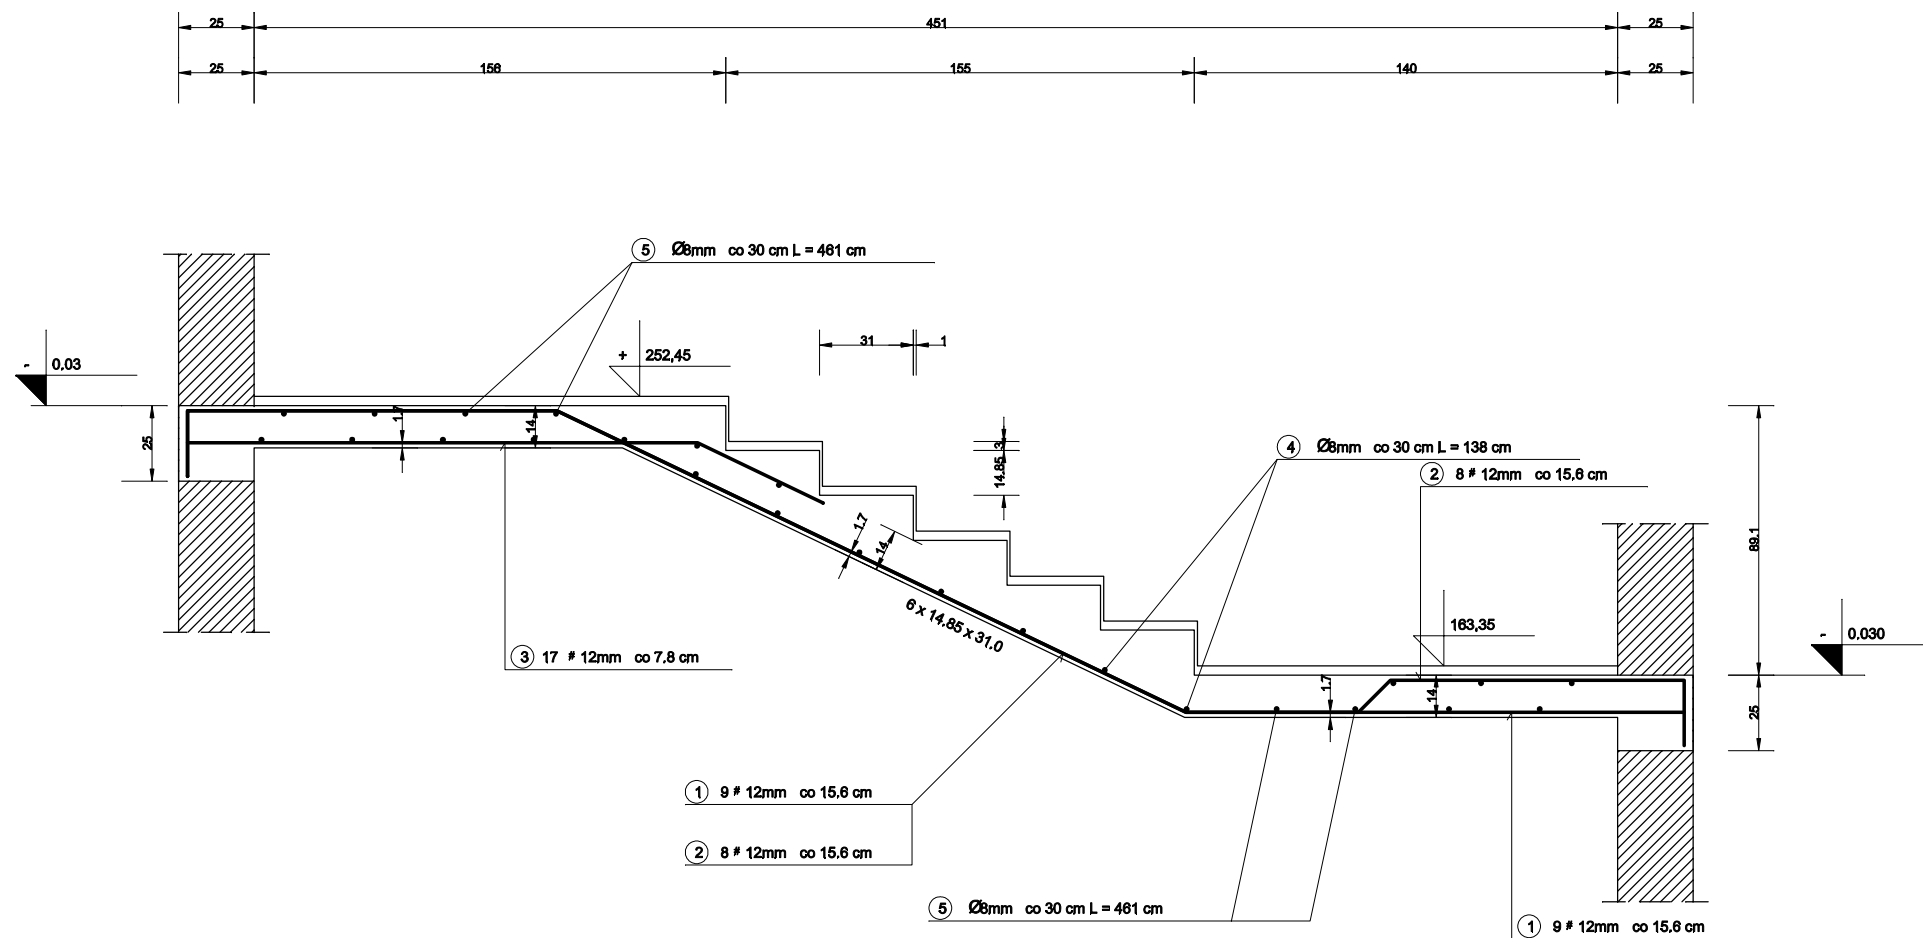 25 451 25
25 156 155 140 25
5 Ø8mm co 30 cm L = 461 cm
- 0,03
+ 252,45
31 1
25
1.7
14
3
14.85
4 Ø8mm co 30 cm L = 138 cm
2 8 # 12mm co 15,6 cm
1.7
14
89.1
6 x 14,85 x 31,0
163,35
- 0,030
3 17 # 12mm co 7,8 cm
1.7
14
25
1 9 # 12mm co 15,6 cm
2 8 # 12mm co 15,6 cm
5 Ø8mm co 30 cm L = 461 cm
1 9 # 12mm co 15,6 cm